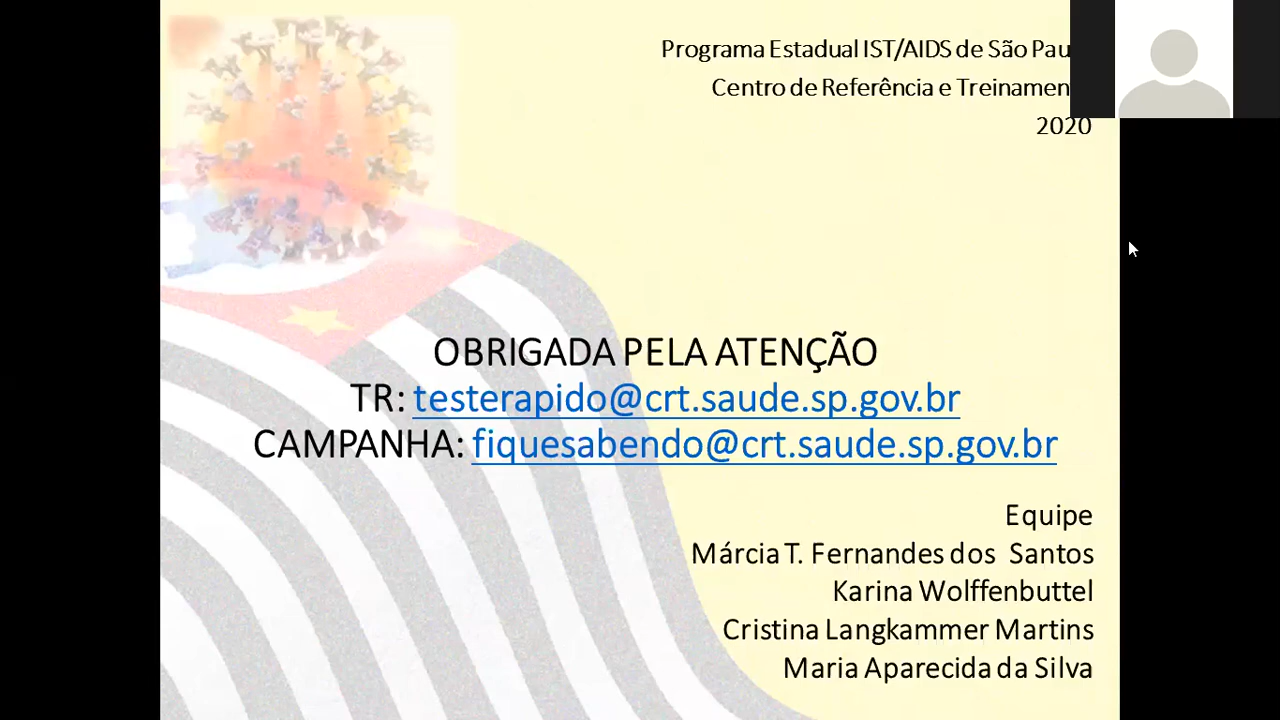 Programa Estadual IST/AIDS de São Pau
Centro de Referência e Treinamen
2020
OBRIGADA PELA ATENÇÃO
TR: testerapido@crt.saude.sp.gov.br
CAMPANHA: fiquesabendo@crt.saude.sp.gov.br
Equipe
Márcia T. Fernandes dos Santos
Karina Wolffenbuttel
Cristina Langkammer Martins
Maria Aparecida da Silva